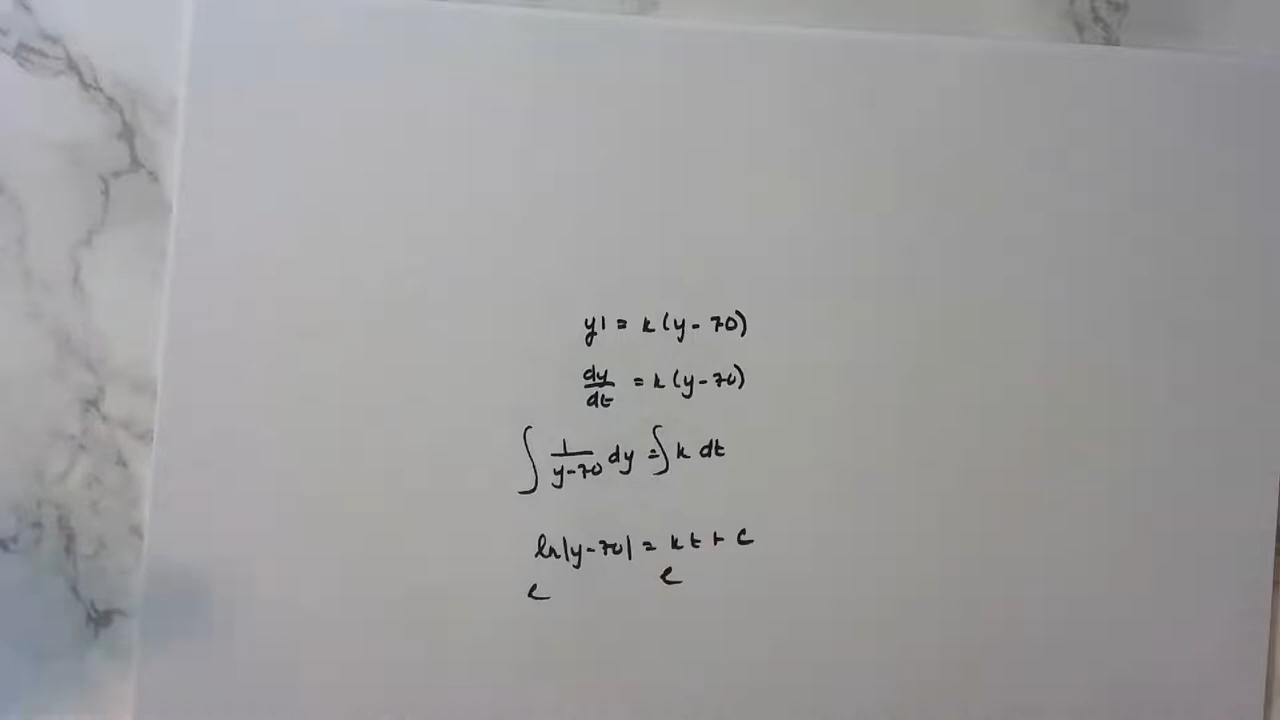 y' = k(y-70)
dy/dt = k(y-70)
∫ 1/(y-70) dy = ∫ k dt
ln|y-70| = kt + c
e e